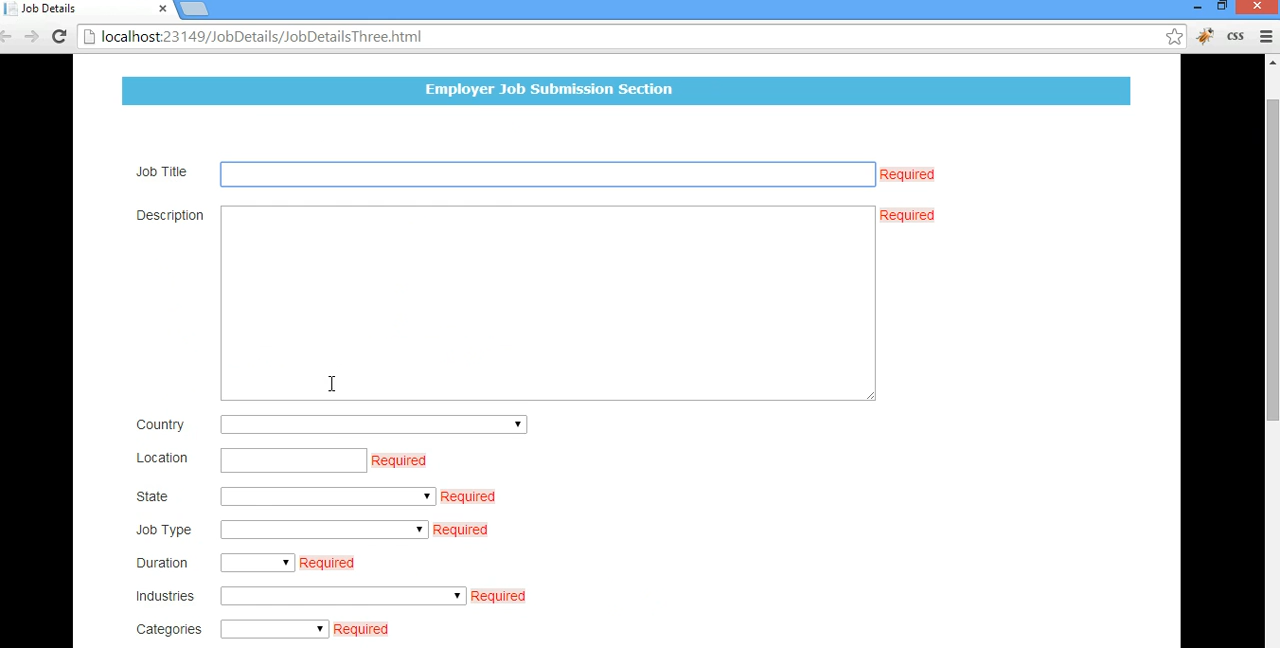 Job Details
localhost:23149/JobDetails/JobDetailsThree.html
css
Employer Job Submission Section
Job Title Required
Description Required
Country
Location Required
State Required
Job Type Required
Duration Required
Industries Required
Categories Required